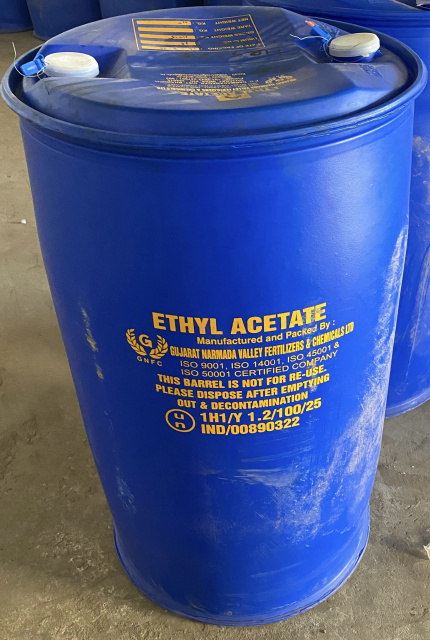 ETHYL ACETATE
Manufactured and Packed By :
GUJARAT NARMADA VALLEY FERTILIZERS & CHEMICALS LTD
ISO 9001, ISO 14001, ISO 45001 &
ISO 50001 CERTIFIED COMPANY
G
GNFC
THIS BARREL IS NOT FOR RE-USE.
PLEASE DISPOSE AFTER EMPTYING
OUT & DECONTAMINATION
un
1H1/Y 1.2/100/25
IND/00890322